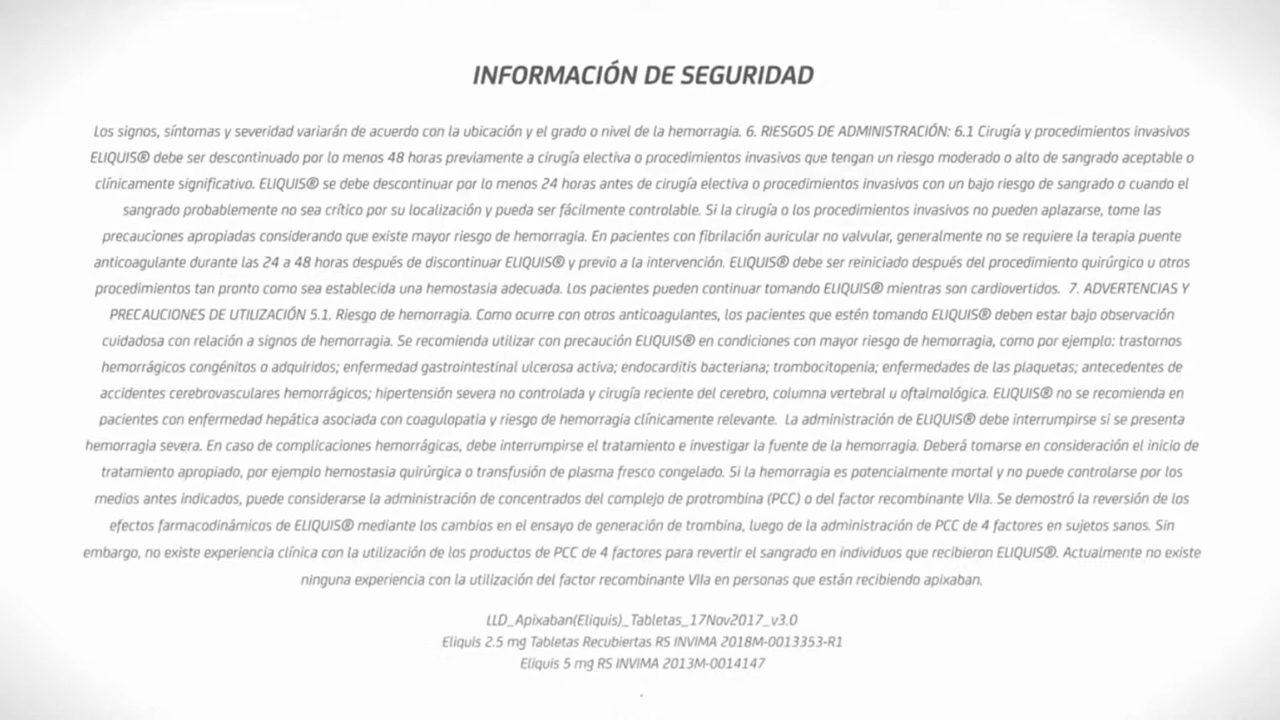 INFORMACIÓN DE SEGURIDAD
Los signos, síntomas y severidad variarán de acuerdo con la ubicación y el grado o nivel de la hemorragia. 6. RIESGOS DE ADMINISTRACIÓN: 6.1 Cirugía y procedimientos invasivos
ELIQUIS® debe ser descontinuado por lo menos 48 horas previamente a cirugía electiva o procedimientos invasivos que tengan un riesgo moderado o alto de sangrado aceptable o
clínicamente significativo. ELIQUIS® se debe descontinuar por lo menos 24 horas antes de cirugía electiva o procedimientos invasivos con un bajo riesgo de sangrado o cuando el
sangrado probablemente no sea crítico por su localización y pueda ser fácilmente controlable. Si la cirugía o los procedimientos invasivos no pueden aplazarse, tome las
precauciones apropiadas considerando que existe mayor riesgo de hemorragia. En pacientes con fibrilación auricular no valvular, generalmente no se requiere la terapia puente
anticoagulante durante las 24 a 48 horas después de discontinuar ELIQUIS® y previo a la intervención. ELIQUIS® debe ser reiniciado después del procedimiento quirúrgico u otros
procedimientos tan pronto como sea establecida una hemostasia adecuada. Los pacientes pueden continuar tomando ELIQUIS® mientras son cardiovertidos. 7. ADVERTENCIAS Y
PRECAUCIONES DE UTILIZACIÓN 5.1. Riesgo de hemorragia. Como ocurre con otros anticoagulantes, los pacientes que estén tomando ELIQUIS® deben estar bajo observación
cuidadosa con relación a signos de hemorragia. Se recomienda utilizar con precaución ELIQUIS® en condiciones con mayor riesgo de hemorragia, como por ejemplo: trastornos
hemorrágicos congénitos o adquiridos; enfermedad gastrointestinal ulcerosa activa; endocarditis bacteriana; trombocitopenia; enfermedades de las plaquetas; antecedentes de
accidentes cerebrovasculares hemorrágicos; hipertensión severa no controlada y cirugía reciente del cerebro, columna vertebral u oftalmológica. ELIQUIS® no se recomienda en
pacientes con enfermedad hepática asociada con coagulopatia y riesgo de hemorragia clínicamente relevante. La administración de ELIQUIS® debe interrumpirse si se presenta
hemorragia severa. En caso de complicaciones hemorrágicas, debe interrumpirse el tratamiento e investigar la fuente de la hemorragia. Deberá tomarse en consideración el inicio de
tratamiento apropiado, por ejemplo hemostasia quirúrgica o transfusión de plasma fresco congelado. Si la hemorragia es potencialmente mortal y no puede controlarse por los
medios antes indicados, puede considerarse la administración de concentrados del complejo de protrombina (PCC) o del factor recombinante VIIa. Se demostró la reversión de los
efectos farmacodinámicos de ELIQUIS® mediante los cambios en el ensayo de generación de trombina, luego de la administración de PCC de 4 factores en sujetos sanos. Sin
embargo, no existe experiencia clínica con la utilización de los productos de PCC de 4 factores para revertir el sangrado en individuos que recibieron ELIQUIS®. Actualmente no existe
ninguna experiencia con la utilización del factor recombinante VIIa en personas que están recibiendo apixaban.
LLD_Apixaban(Eliquis)_Tabletas_17Nov2017_v3.0
Eliquis 2.5 mg Tabletas Recubiertas RS INVIMA 2018M-0013353-R1
Eliquis 5 mg RS INVIMA 2013M-0014147
.